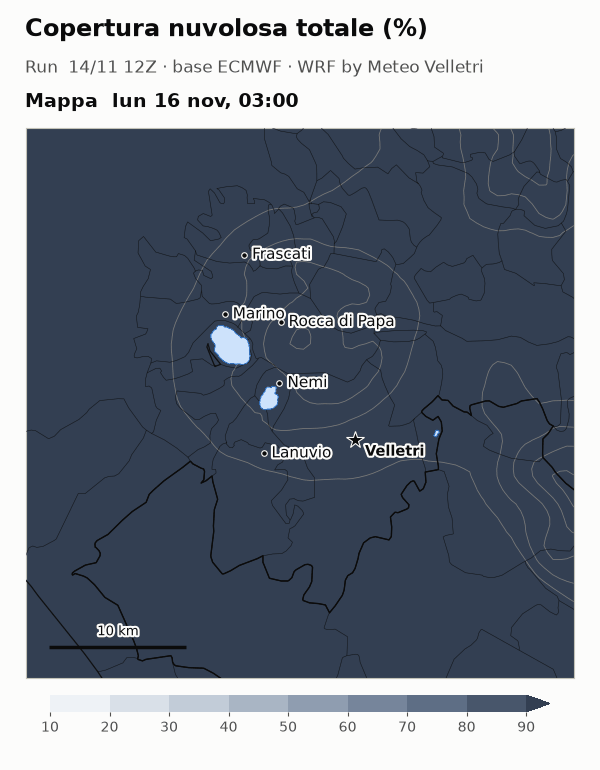 Copertura nuvolosa totale (%)
Run  14/11 12Z · base ECMWF · WRF by Meteo Velletri
Mappa  lun 16 nov, 03:00
Frascati
Marino
Rocca di Papa
Nemi
Velletri
Lanuvio
10 km
10 20 30 40 50 60 70 80 90